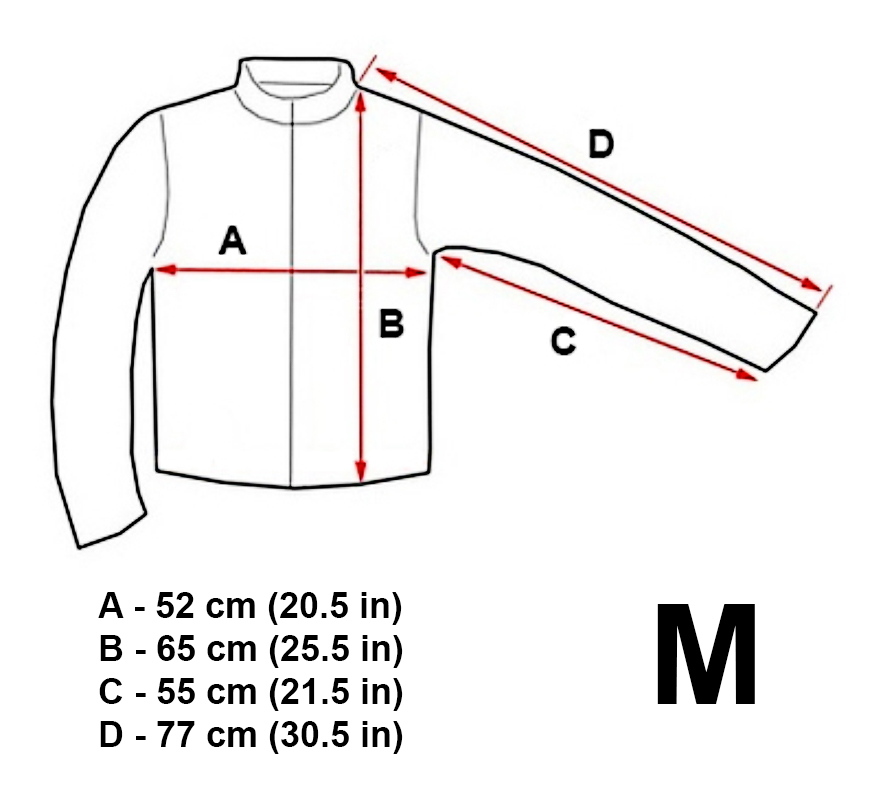 D
A
B
C
A - 52 cm (20.5 in)
B - 65 cm (25.5 in)
C - 55 cm (21.5 in)
D - 77 cm (30.5 in)
M